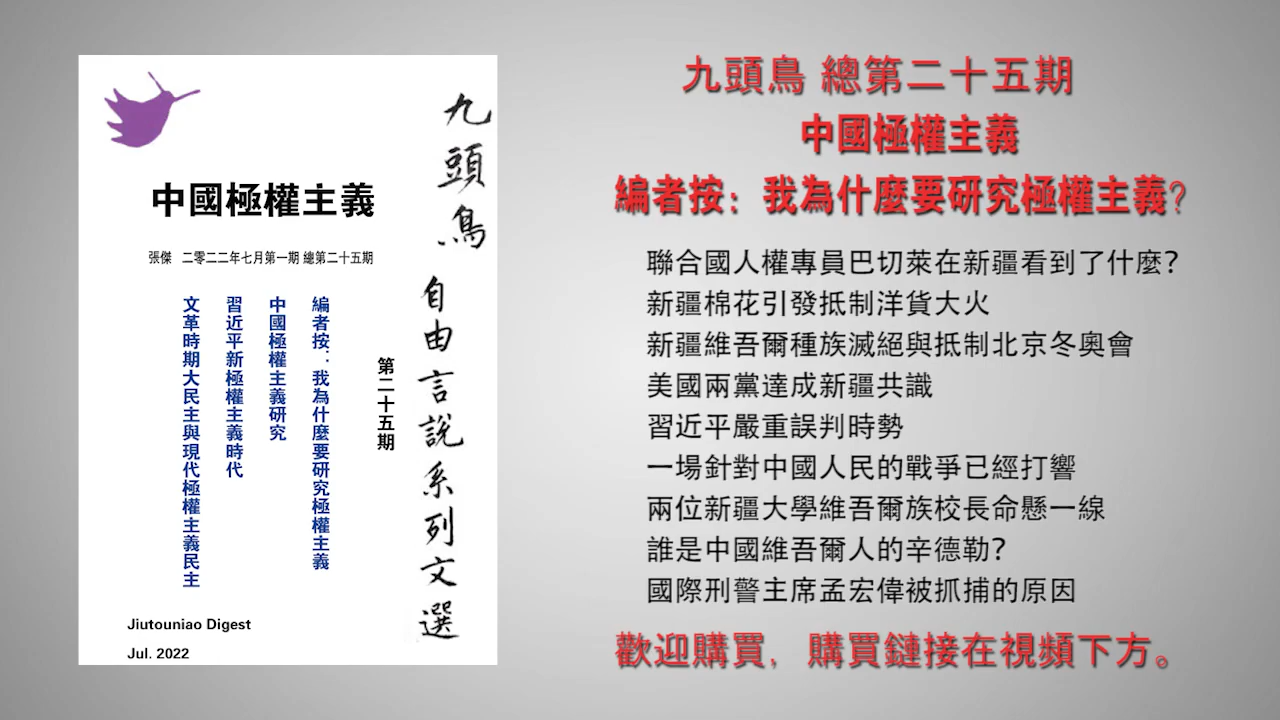 九頭鳥 自由言說系列文選
第二十五期
中國極權主義
張傑 二零二二年七月第一期 總第二十五期
編者按：我為什麼要研究極權主義
中國極權主義研究
習近平新極權主義時代
文革時期大民主與現代極權主義民主
Jiutouniao Digest
Jul. 2022
九頭鳥 總第二十五期
中國極權主義
編者按：我為什麼要研究極權主義？
聯合國人權專員巴切萊在新疆看到了什麼？
新疆棉花引發抵制洋貨大火
新疆維吾爾種族滅絕與抵制北京冬奧會
美國兩黨達成新疆共識
習近平嚴重誤判時勢
一場針對中國人民的戰爭已經打響
兩位新疆大學維吾爾族校長命懸一線
誰是中國維吾爾人的辛德勒？
國際刑警主席孟宏偉被抓捕的原因
歡迎購買，購買鏈接在視頻下方。